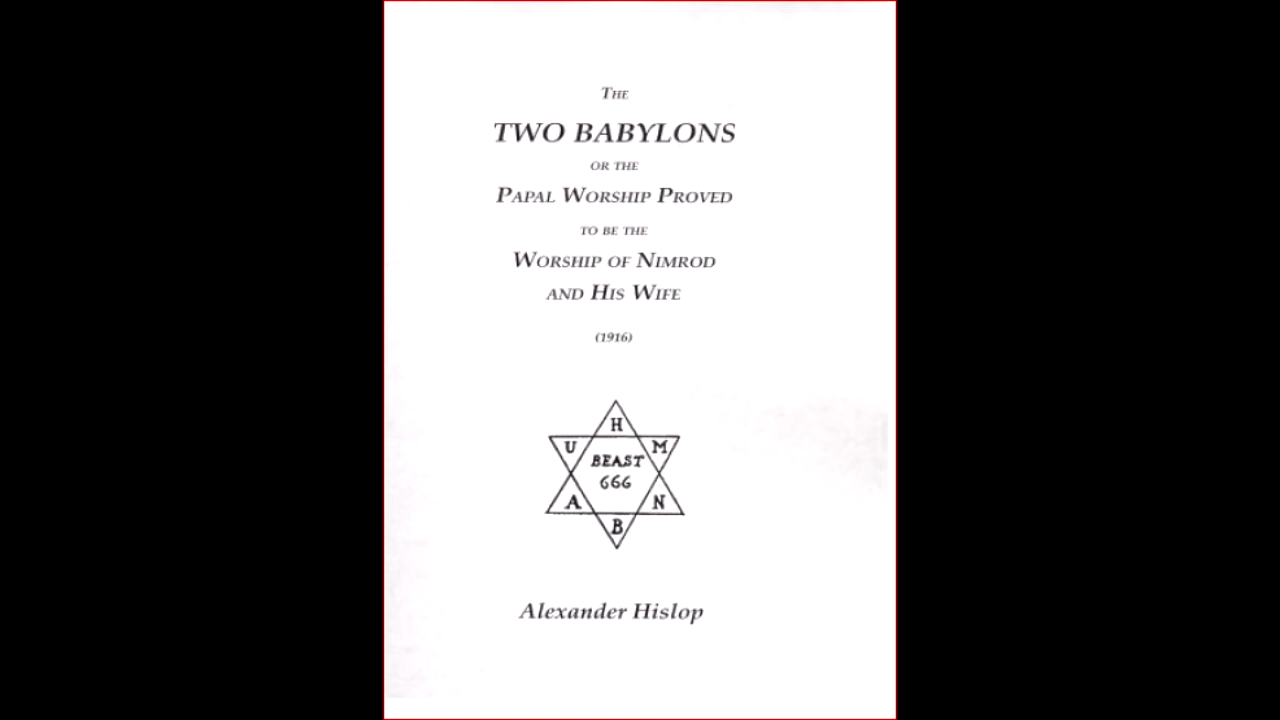 THE
TWO BABYLONS
OR THE
PAPAL WORSHIP PROVED
TO BE THE
WORSHIP OF NIMROD
AND HIS WIFE
(1916)
H
U M
BEAST
666
A N
B
Alexander Hislop